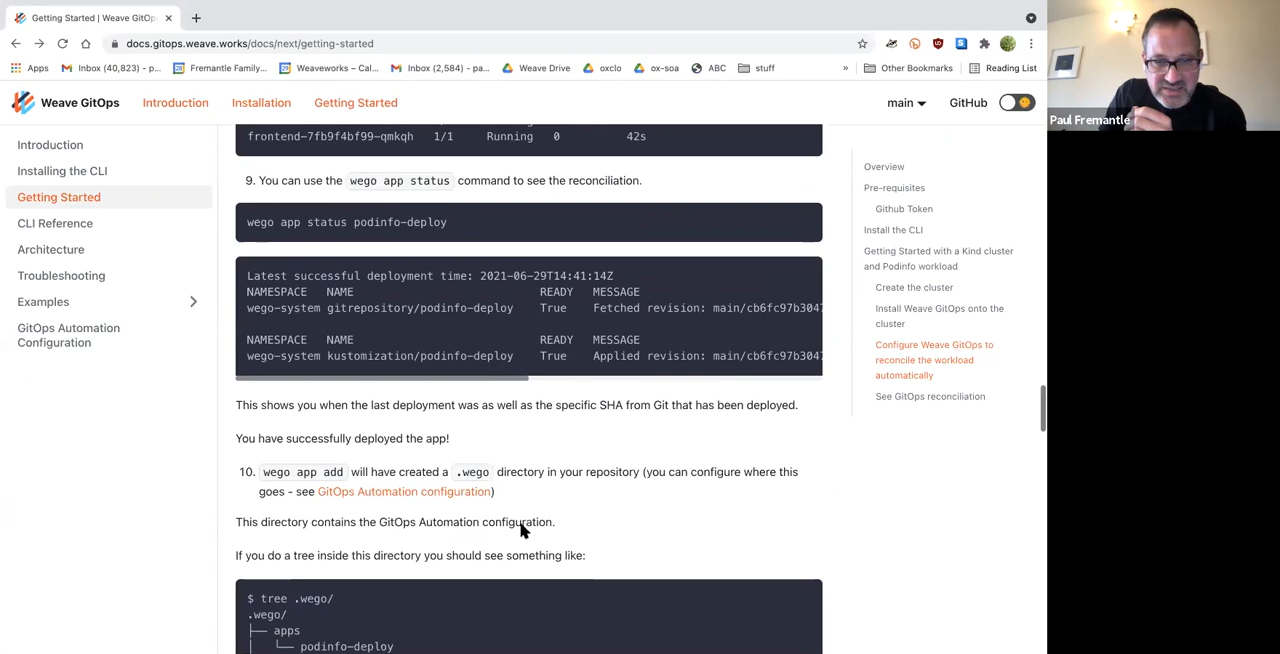 Getting Started | Weave GitOp
docs.gitops.weave.works/docs/next/getting-started
Apps
Inbox (40,823) - p...
Fremantle Family...
Weaveworks – Cal...
Inbox (2,584) - pa...
Weave Drive
oxclo
ox-soa
ABC
stuff
»
Other Bookmarks
Reading List
Weave GitOps
Introduction
Installation
Getting Started
main
GitHub
Paul Fremantle
Introduction
Installing the CLI
Getting Started
CLI Reference
Architecture
Troubleshooting
Examples
GitOps Automation
Configuration
frontend-7fb9f4bf99-qmkqh 1/1 Running 0 42s
9. You can use the wego app status command to see the reconciliation.
wego app status podinfo-deploy
Latest successful deployment time: 2021-06-29T14:41:14Z
NAMESPACE NAME READY MESSAGE
wego-system gitrepository/podinfo-deploy True Fetched revision: main/cb6fc97b3047
NAMESPACE NAME READY MESSAGE
wego-system kustomization/podinfo-deploy True Applied revision: main/cb6fc97b3047
This shows you when the last deployment was as well as the specific SHA from Git that has been deployed.
You have successfully deployed the app!
10. wego app add will have created a .wego directory in your repository (you can configure where this
goes - see GitOps Automation configuration)
This directory contains the GitOps Automation configuration.
If you do a tree inside this directory you should see something like:
$ tree .wego/
.wego/
├── apps
│   └── podinfo-deploy
Overview
Pre-requisites
Github Token
Install the CLI
Getting Started with a Kind cluster
and Podinfo workload
Create the cluster
Install Weave GitOps onto the
cluster
Configure Weave GitOps to
reconcile the workload
automatically
See GitOps reconciliation